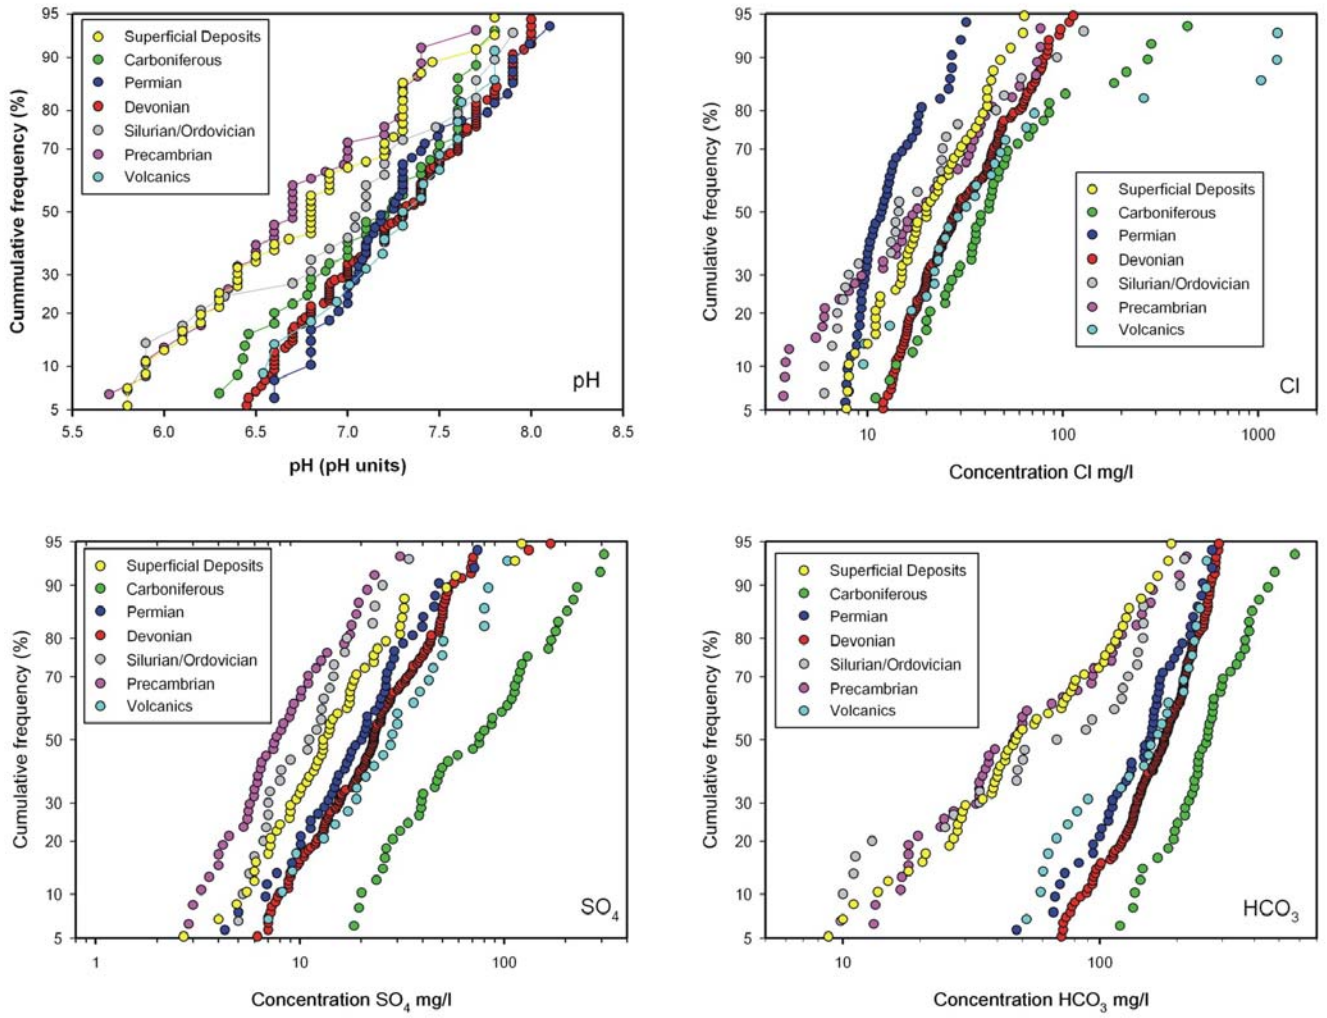 95
90
80
70
50
30
20
10
5
Cummulative frequency (%)
Superficial Deposits
Carboniferous
Permian
Devonian
Silurian/Ordovician
Precambrian
Volcanics
pH
5.5 6.0 6.5 7.0 7.5 8.0 8.5
pH (pH units)
95
90
80
70
50
30
20
10
5
Cumulative frequency (%)
Superficial Deposits
Carboniferous
Permian
Devonian
Silurian/Ordovician
Precambrian
Volcanics
Cl
10 100 1000
Concentration Cl mg/l
95
90
80
70
50
30
20
10
5
Cumulative frequency (%)
Superficial Deposits
Carboniferous
Permian
Devonian
Silurian/Ordovician
Precambrian
Volcanics
SO4
1 10 100
Concentration SO4 mg/l
95
90
80
70
50
30
20
10
5
Cumulative frequency (%)
Superficial Deposits
Carboniferous
Permian
Devonian
Silurian/Ordovician
Precambrian
Volcanics
HCO3
10 100
Concentration HCO3 mg/l